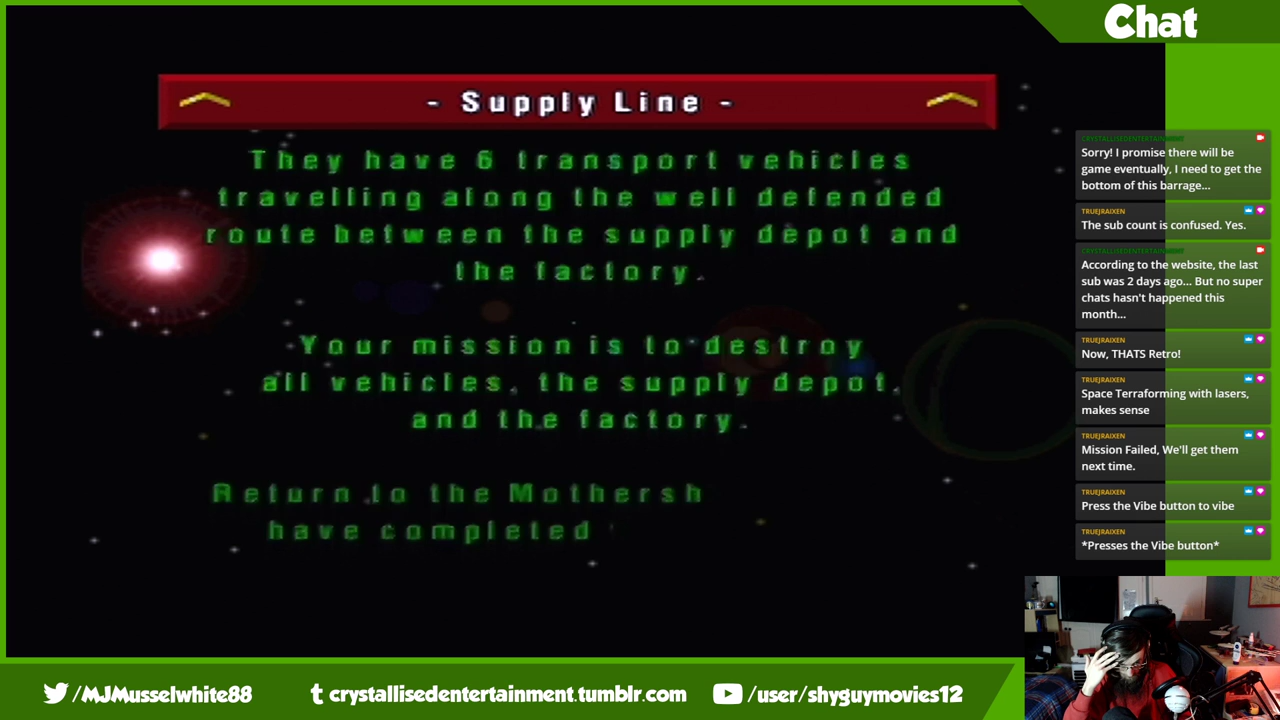 Chat
- Supply Line -
They have 6 transport vehicles
travelling along the well defended
route between the supply depot and
the factory.
Your mission is to destroy
all vehicles, the supply depot,
and the factory.
Return to the Mothersh
have completed
CRYSTALLISEDENTERTAINMENT
Sorry! I promise there will be
game eventually, I need to get the
bottom of this barrage...
TRUEJRAIXEN
The sub count is confused. Yes.
CRYSTALLISEDENTERTAINMENT
According to the website, the last
sub was 2 days ago... But no super
chats hasn't happened this
month...
TRUEJRAIXEN
Now, THATS Retro!
TRUEJRAIXEN
Space Terraforming with lasers,
makes sense
TRUEJRAIXEN
Mission Failed, We'll get them
next time.
TRUEJRAIXEN
Press the Vibe button to vibe
TRUEJRAIXEN
*Presses the Vibe button*
/MJMusselwhite88
crystallisedentertainment.tumblr.com
/user/shyguymovies12